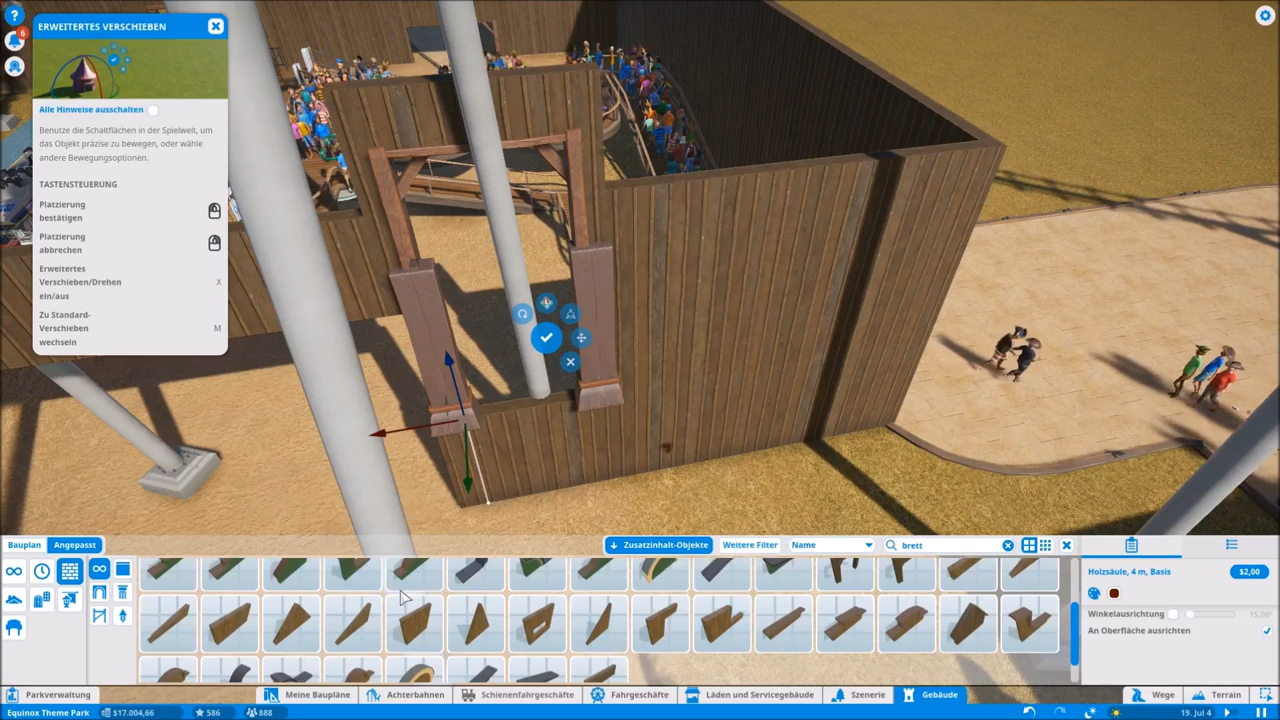 ERWEITERTES VERSCHIEBEN
Alle Hinweise ausschalten
Benutze die Schaltflächen in der Spielwelt, um
das Objekt präzise zu bewegen, oder wähle
andere Bewegungsoptionen.
TASTENSTEUERUNG
Platzierung
bestätigen
Platzierung
abbrechen
Erweitertes
Verschieben/Drehen X
ein/aus
Zu Standard-
Verschieben M
wechseln
6
Bauplan Angepasst
Zusatzinhalt-Objekte Weitere Filter Name brett
Holzsäule, 4 m, Basis $2,00
Winkelausrichtung 15,00°
An Oberfläche ausrichten
Parkverwaltung Meine Baupläne Achterbahnen Schienenfahrgeschäfte Fahrgeschäfte Läden und Servicegebäude Szenerie Gebäude Wege Terrain
Equinox Theme Park $17.004,66 586 888 19. Jul 4